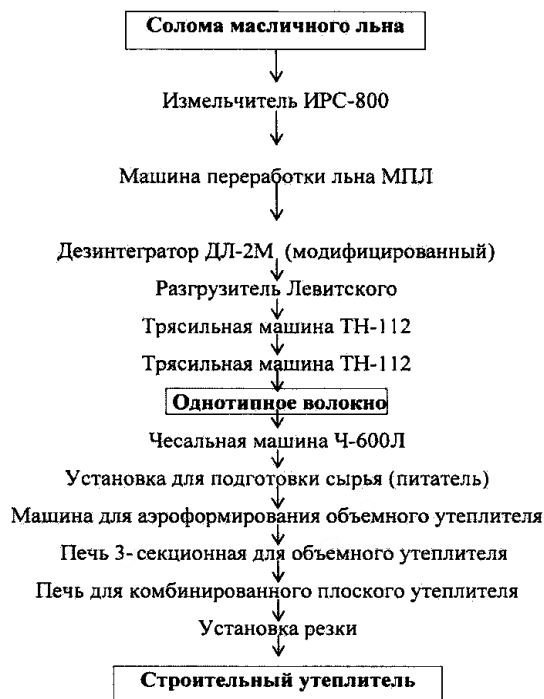 Солома масличного льна
Измельчитель ИРС-800
Машина переработки льна МПЛ
Дезинтегратор ДЛ-2М (модифицированный)
Разгрузитель Левитского
Трясильная машина ТН-112
Трясильная машина ТН-112
Однотипное волокно
Чесальная машина Ч-600Л
Установка для подготовки сырья (питатель)
Машина для аэроформирования объемного утеплителя
Печь 3- секционная для объемного утеплителя
Печь для комбинированного плоского утеплителя
Установка резки
Строительный утеплитель